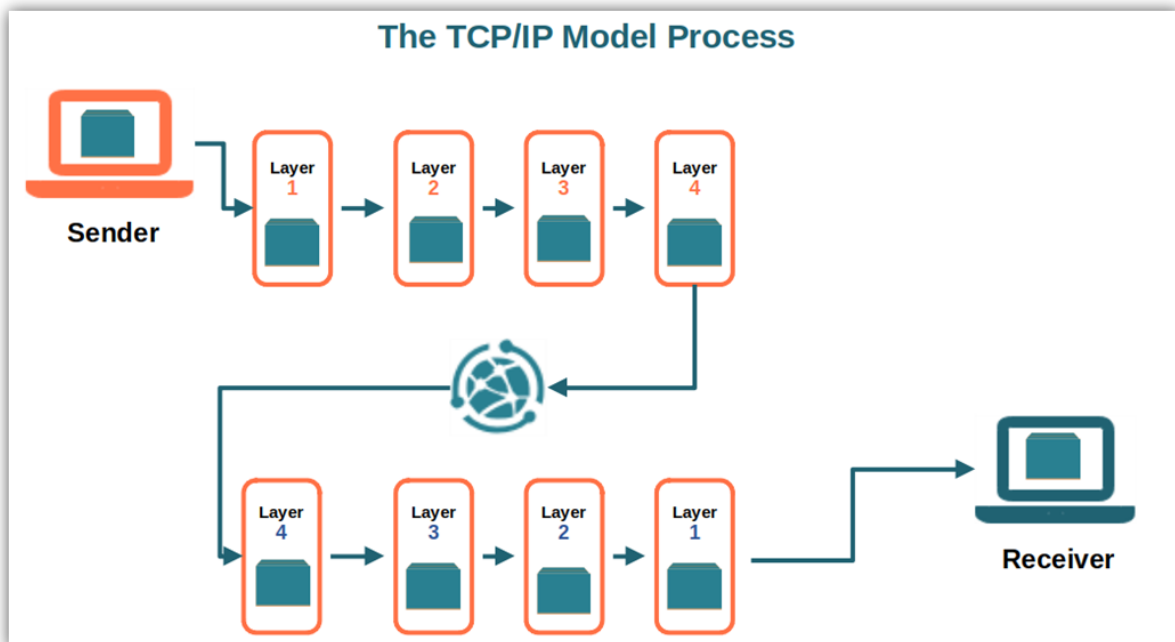 The TCP/IP Model Process
Layer
1
Layer
2
Layer
3
Layer
4
Sender
Layer
4
Layer
3
Layer
2
Layer
1
Receiver